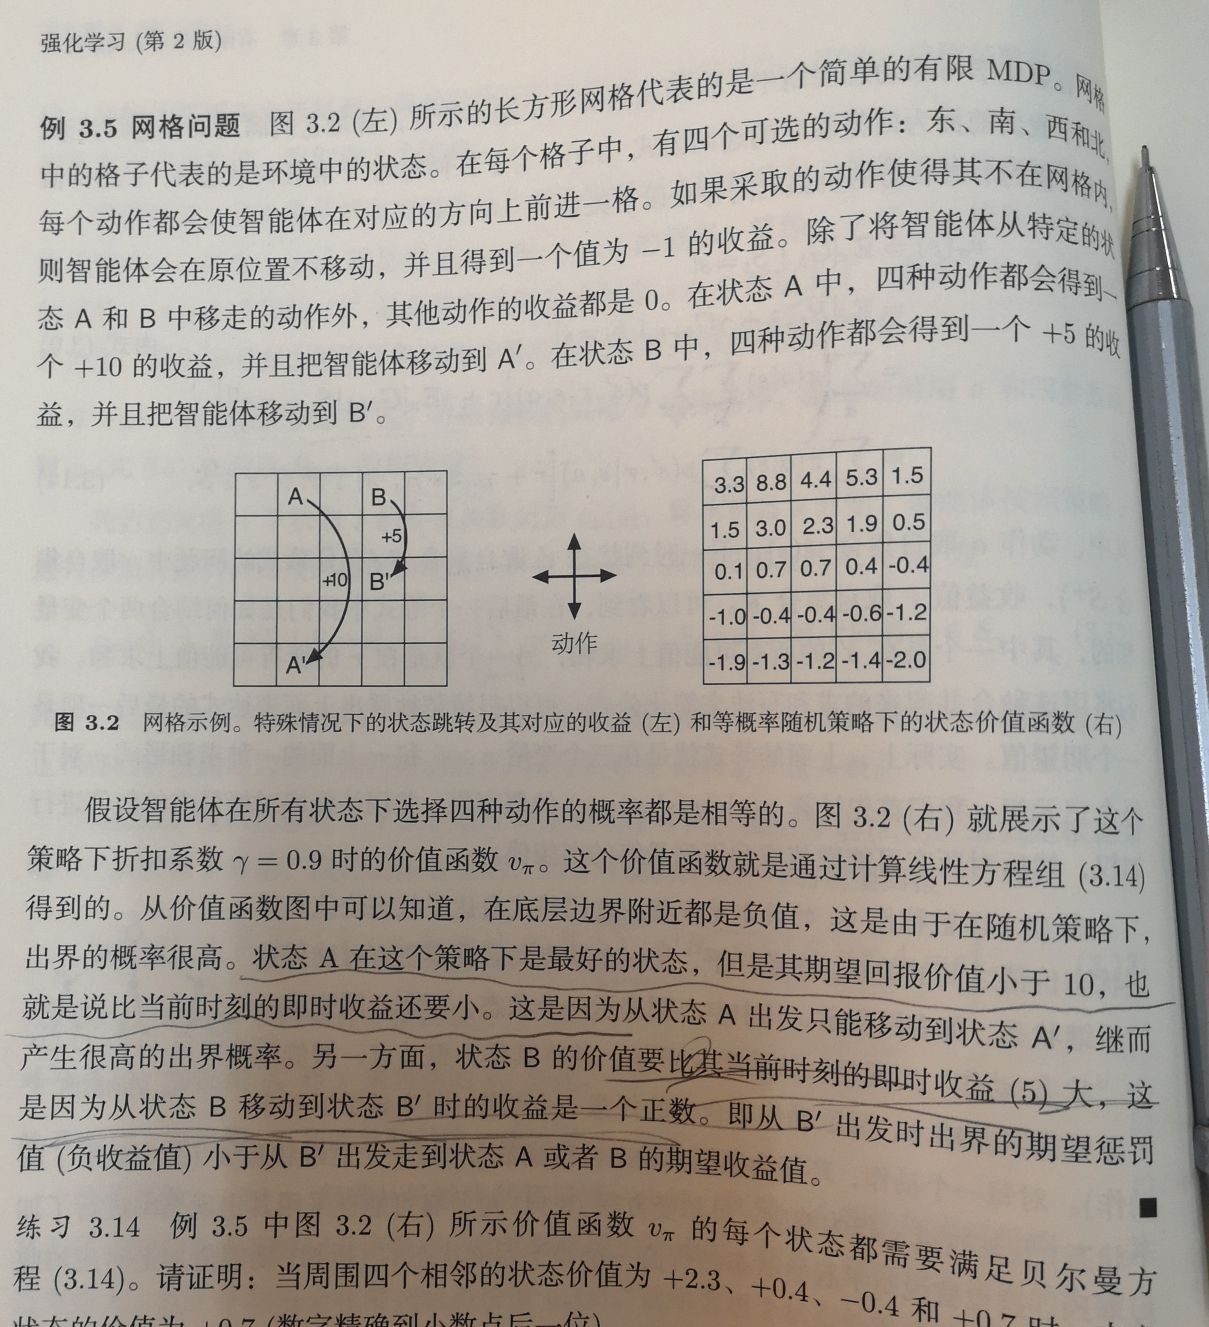 强化学习 (第 2 版)
例 3.5 网格问题 图 3.2 (左) 所示的长方形网格代表的是一个简单的有限 MDP。网格
中的格子代表的是环境中的状态。在每个格子中，有四个可选的动作：东、南、西和北，
每个动作都会使智能体在对应的方向上前进一格。如果采取的动作使得其不在网格内，
则智能体会在原位置不移动，并且得到一个值为 −1 的收益。除了将智能体从特定的状
态 A 和 B 中移走的动作外，其他动作的收益都是 0。在状态 A 中，四种动作都会得到一
个 +10 的收益，并且把智能体移动到 A′。在状态 B 中，四种动作都会得到一个 +5 的收
益，并且把智能体移动到 B′。
A B
+5
+10 B'
A'
动作
3.3 8.8 4.4 5.3 1.5
1.5 3.0 2.3 1.9 0.5
0.1 0.7 0.7 0.4 -0.4
-1.0 -0.4 -0.4 -0.6 -1.2
-1.9 -1.3 -1.2 -1.4 -2.0
图 3.2 网格示例。特殊情况下的状态跳转及其对应的收益 (左) 和等概率随机策略下的状态价值函数 (右)
假设智能体在所有状态下选择四种动作的概率都是相等的。图 3.2 (右) 就展示了这个
策略下折扣系数 γ = 0.9 时的价值函数 vπ。这个价值函数就是通过计算线性方程组 (3.14)
得到的。从价值函数图中可以知道，在底层边界附近都是负值，这是由于在随机策略下，
出界的概率很高。状态 A 在这个策略下是最好的状态，但是其期望回报价值小于 10，也
就是说比当前时刻的即时收益还要小。这是因为从状态 A 出发只能移动到状态 A′，继而
产生很高的出界概率。另一方面，状态 B 的价值要比其当前时刻的即时收益 (5) 大，这
是因为从状态 B 移动到状态 B′ 时的收益是一个正数。即从 B′ 出发时出界的期望惩罚
值 (负收益值) 小于从 B′ 出发走到状态 A 或者 B 的期望收益值。
练习 3.14 例 3.5 中图 3.2 (右) 所示价值函数 vπ 的每个状态都需要满足贝尔曼方
程 (3.14)。请证明：当周围四个相邻的状态价值为 +2.3、+0.4、−0.4 和 +0.7 时，
状态的价值为 +0.7 (数字精确到小数点后一位)